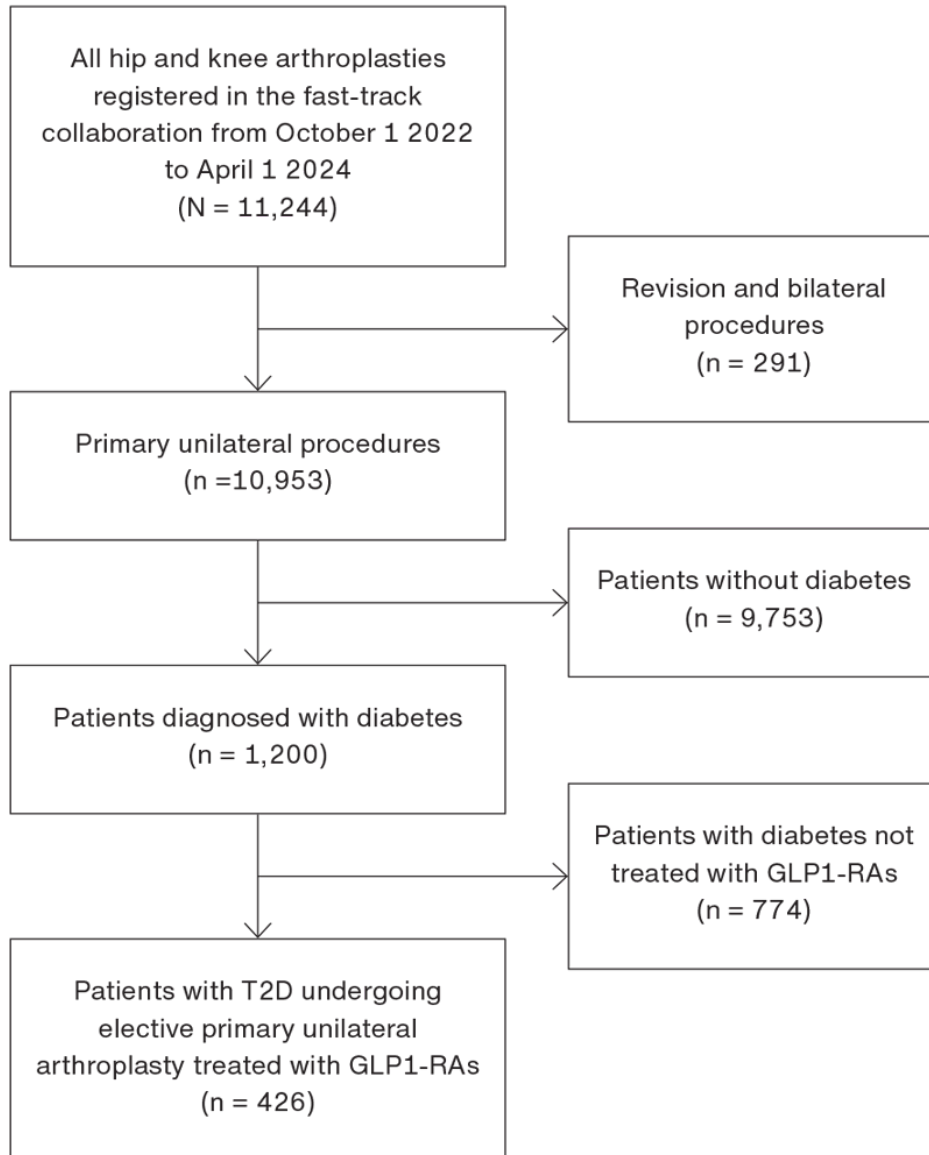 All hip and knee arthroplasties
registered in the fast-track
collaboration from October 1 2022
to April 1 2024
(N = 11,244)
Revision and bilateral
procedures
(n = 291)
Primary unilateral procedures
(n =10,953)
Patients without diabetes
(n = 9,753)
Patients diagnosed with diabetes
(n = 1,200)
Patients with diabetes not
treated with GLP1-RAs
(n = 774)
Patients with T2D undergoing
elective primary unilateral
arthroplasty treated with GLP1-RAs
(n = 426)